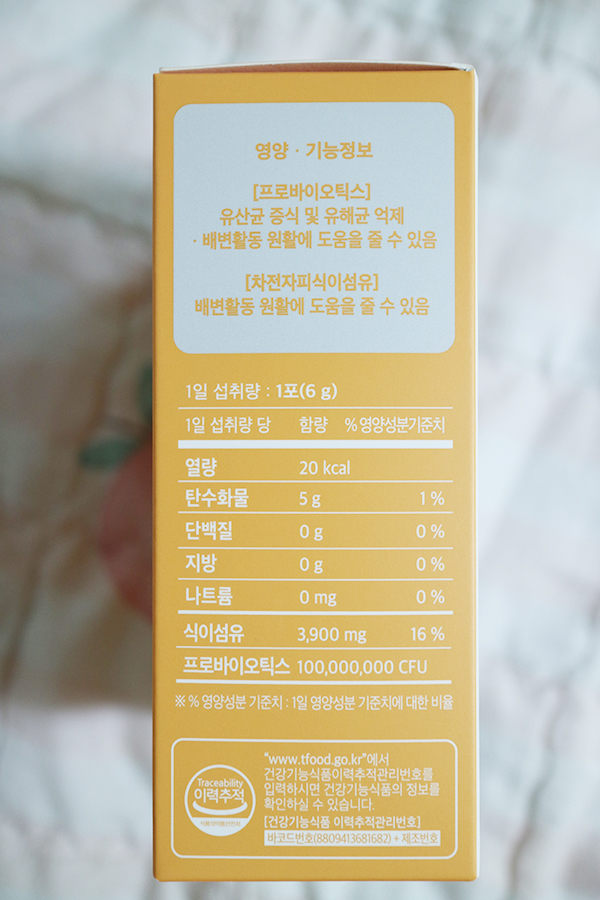 영양 · 기능정보
[프로바이오틱스]
유산균 증식 및 유해균 억제
· 배변활동 원활에 도움을 줄 수 있음
[차전자피식이섬유]
배변활동 원활에 도움을 줄 수 있음
1일 섭취량 : 1포(6 g)
1일 섭취량 당 함량 % 영양성분기준치
열량 20 kcal
탄수화물 5 g 1 %
단백질 0 g 0 %
지방 0 g 0 %
나트륨 0 mg 0 %
식이섬유 3,900 mg 16 %
프로바이오틱스 100,000,000 CFU
※ % 영양성분 기준치 : 1일 영양성분 기준치에 대한 비율
Traceability
이력추적
"www.tfood.go.kr"에서
건강기능식품이력추적관리번호를
입력하시면 건강기능식품의 정보를
확인하실 수 있습니다.
[건강기능식품 이력추적관리번호]
바코드번호(8809413681682) + 제조번호